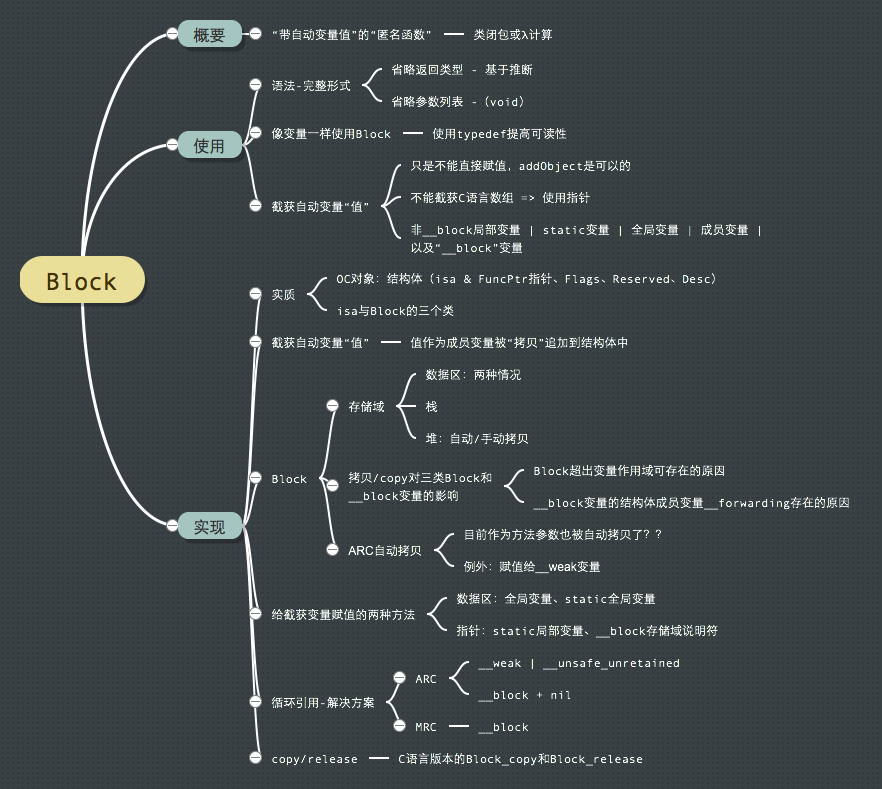 Block
概要
“带自动变量值”的“匿名函数”
类闭包或λ计算
使用
语法-完整形式
省略返回类型 - 基于推断
省略参数列表 -（void）
像变量一样使用Block
使用typedef提高可读性
截获自动变量“值”
只是不能直接赋值，addObject是可以的
不能截获C语言数组 => 使用指针
非__block局部变量 | static变量 | 全局变量 | 成员变量 |
以及“__block”变量
实现
实质
OC对象：结构体（isa & FuncPtr指针、Flags、Reserved、Desc）
isa与Block的三个类
截获自动变量“值”
值作为成员变量被“拷贝”追加到结构体中
Block
存储域
数据区：两种情况
栈
堆：自动/手动拷贝
拷贝/copy对三类Block和
__block变量的影响
Block超出变量作用域可存在的原因
__block变量的结构体成员变量__forwarding存在的原因
ARC自动拷贝
目前作为方法参数也被自动拷贝了？？
例外：赋值给__weak变量
给截获变量赋值的两种方法
数据区：全局变量、static全局变量
指针：static局部变量、__block存储域说明符
循环引用-解决方案
ARC
__weak | __unsafe_unretained
__block + nil
MRC
__block
copy/release
C语言版本的Block_copy和Block_release